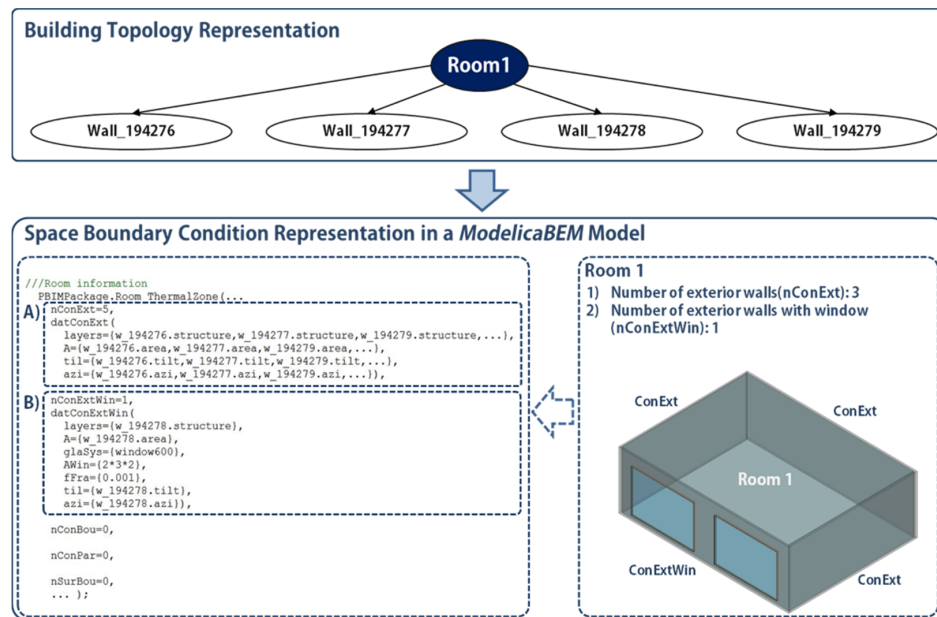 Building Topology Representation
Room1
Wall_194276
Wall_194277
Wall_194278
Wall_194279
Space Boundary Condition Representation in a ModelicaBEM Model
///Room information
PBIMPackage.Room ThermalZone(...
A)
nConExt=5,
datConExt(
layers={w_194276.structure,w_194277.structure,w_194279.structure,...},
A={w_194276.area,w_194277.area,w_194279.area,...},
til={w_194276.tilt,w_194277.tilt,w_194279.tilt,...},
azi={w_194276.azi,w_194277.azi,w_194279.azi,...}),
B)
nConExtWin=1,
datConExtWin(
layers={w_194278.structure},
A={w_194278.area},
glaSys={window600},
AWin={2*3*2},
fFra={0.001},
til={w_194278.tilt},
azi={w_194278.azi}),
nConBou=0,
nConPar=0,
nSurBou=0,
... );
Room 1
1) Number of exterior walls(nConExt): 3
2) Number of exterior walls with window
(nConExtWin): 1
ConExt
ConExt
Room 1
ConExtWin
ConExt